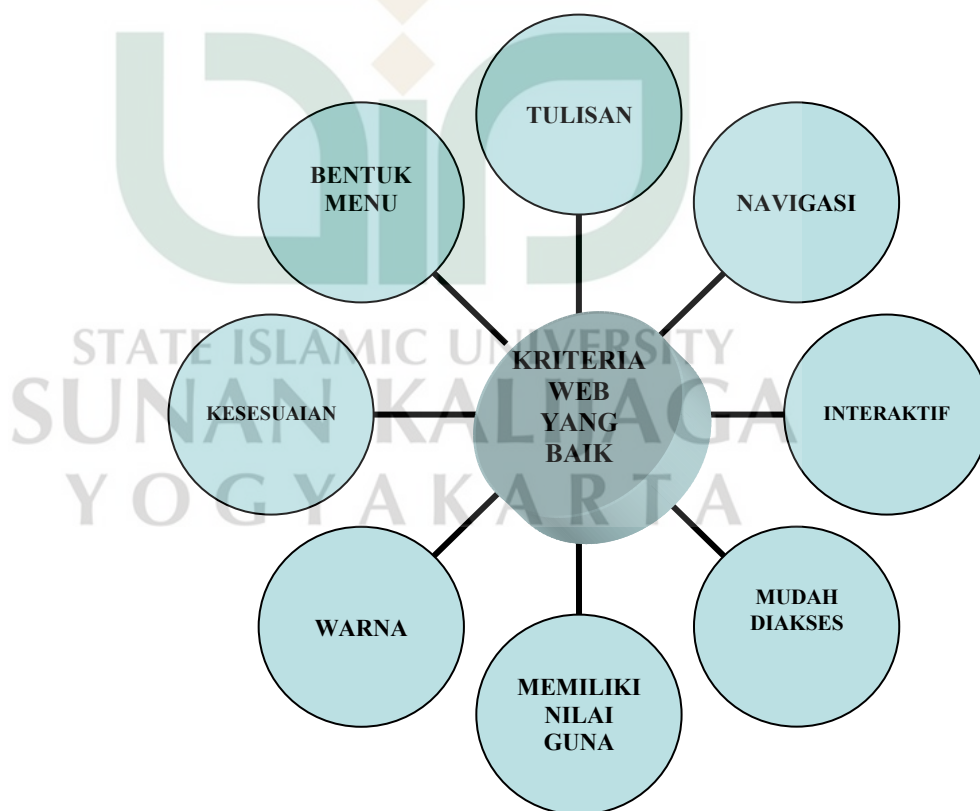 TULISAN
BENTUK
MENU
NAVIGASI
STATE ISLAMIC UNIVERSITY
KRITERIA
WEB
YANG
BAIK
SUNAN KALIJAGA
KESESUAIAN
INTERAKTIF
YOGYAKARTA
WARNA
MUDAH
DIAKSES
MEMILIKI
NILAI
GUNA